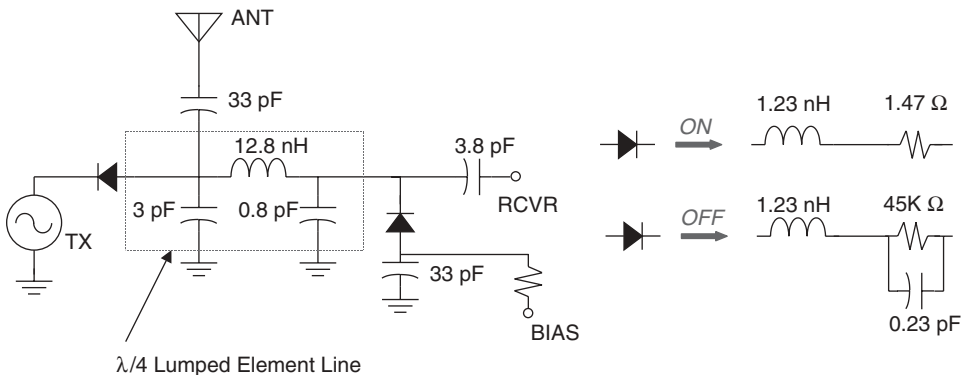 ANT
33 pF
12.8 nH
3.8 pF
3 pF
0.8 pF
RCVR
TX
33 pF
BIAS
λ/4 Lumped Element Line
1.23 nH
1.47 Ω
ON
1.23 nH
45K Ω
OFF
0.23 pF